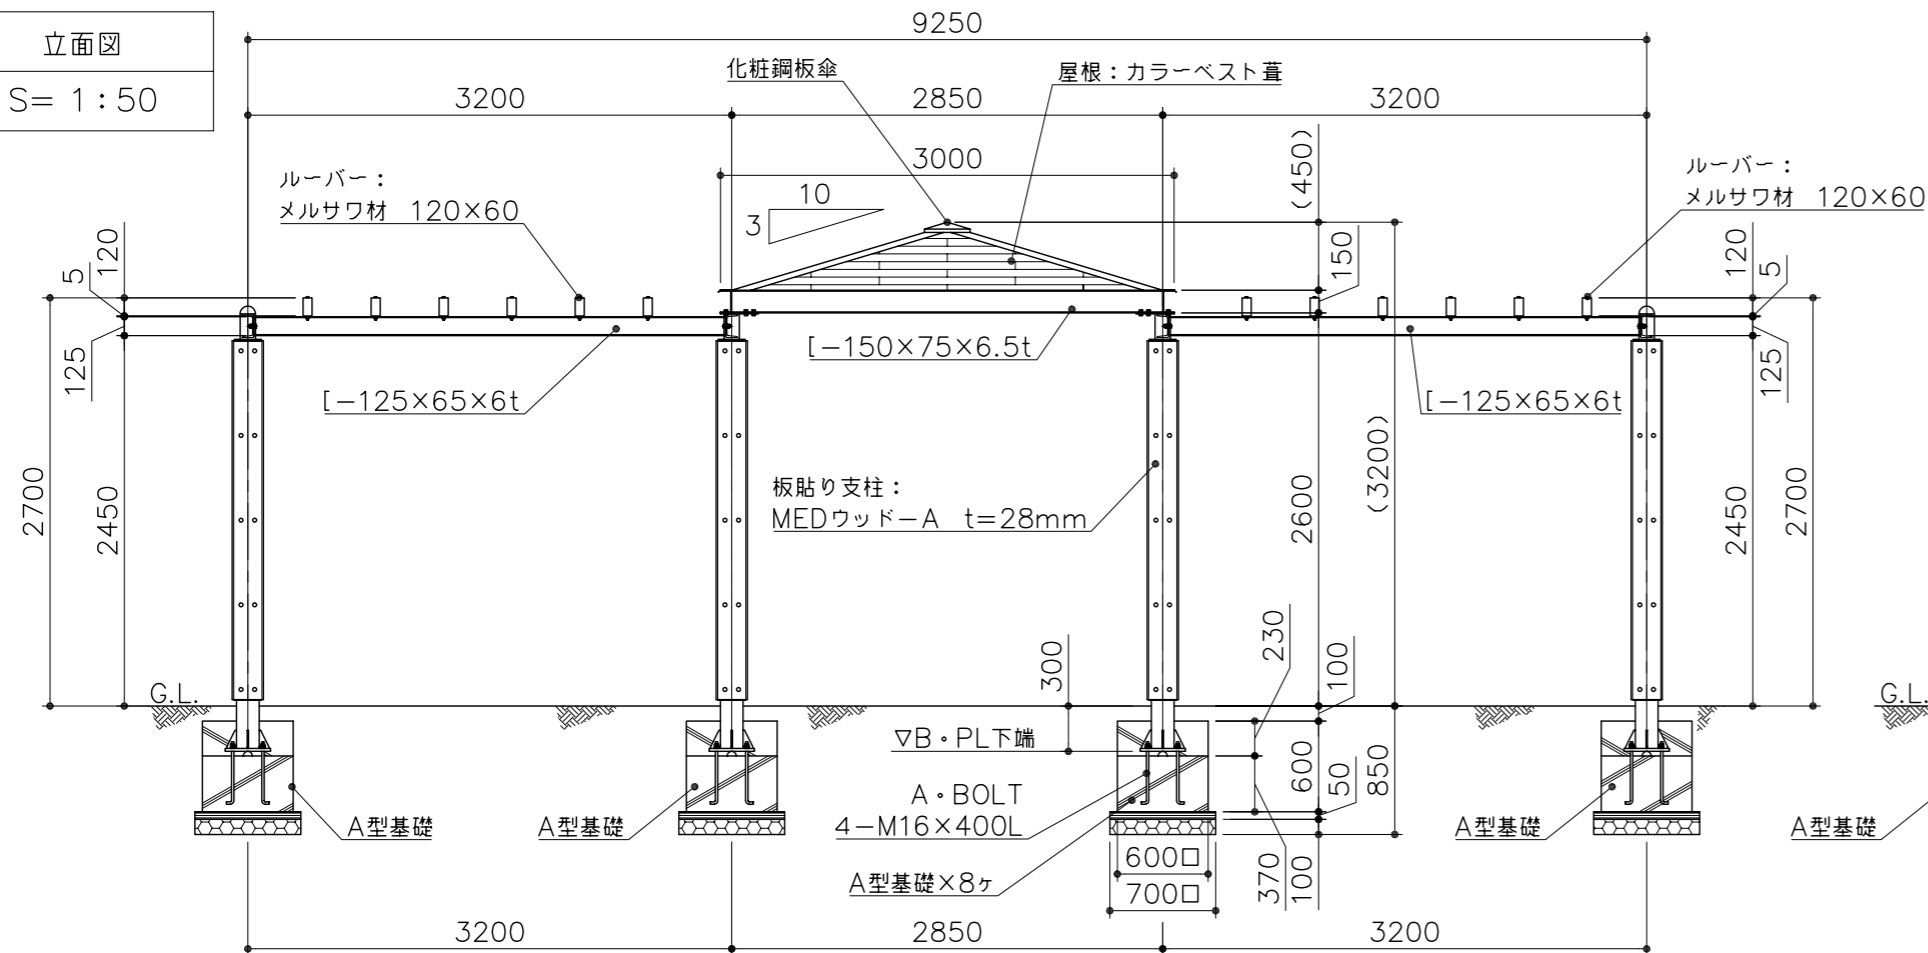 立面図
S= 1：50
9250
3200
2850
3200
化粧鋼板傘
屋根：カラーベスト葺
3000
(450)
ルーバー：
メルサワ材 120×60
10
3
ルーバー：
メルサワ材 120×60
120
5
125
150
120
5
125
[-150×75×6.5t
[-125×65×6t
[-125×65×6t
2700
2450
板貼り支柱：
MEDウッド-A t=28mm
2600
(3200)
2450
2700
G.L.
300
230
100
G.L.
▽B・PL下端
600
50
850
A・BOLT
4-M16×400L
A型基礎
A型基礎
A型基礎
A型基礎
600□
370
100
A型基礎×8ヶ
700□
3200
2850
3200